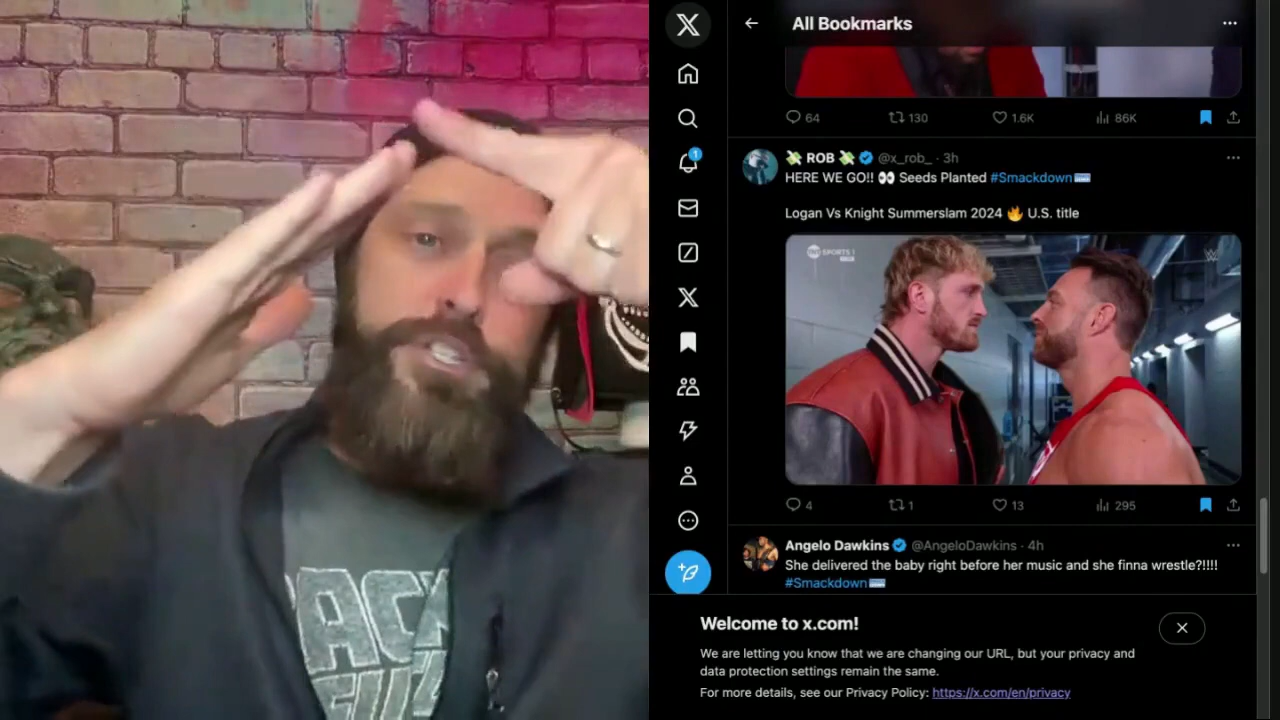 All Bookmarks
64
130
1.6K
86K
1
ROB @x_rob_ · 3h
HERE WE GO!! 👀 Seeds Planted #Smackdown
Logan Vs Knight Summerslam 2024 🔥 U.S. title
TNT SPORTS 1
4
1
13
295
Angelo Dawkins @AngeloDawkins · 4h
She delivered the baby right before her music and she finna wrestle?!!!!
#Smackdown
Welcome to x.com!
We are letting you know that we are changing our URL, but your privacy and
data protection settings remain the same.
For more details, see our Privacy Policy: https://x.com/en/privacy